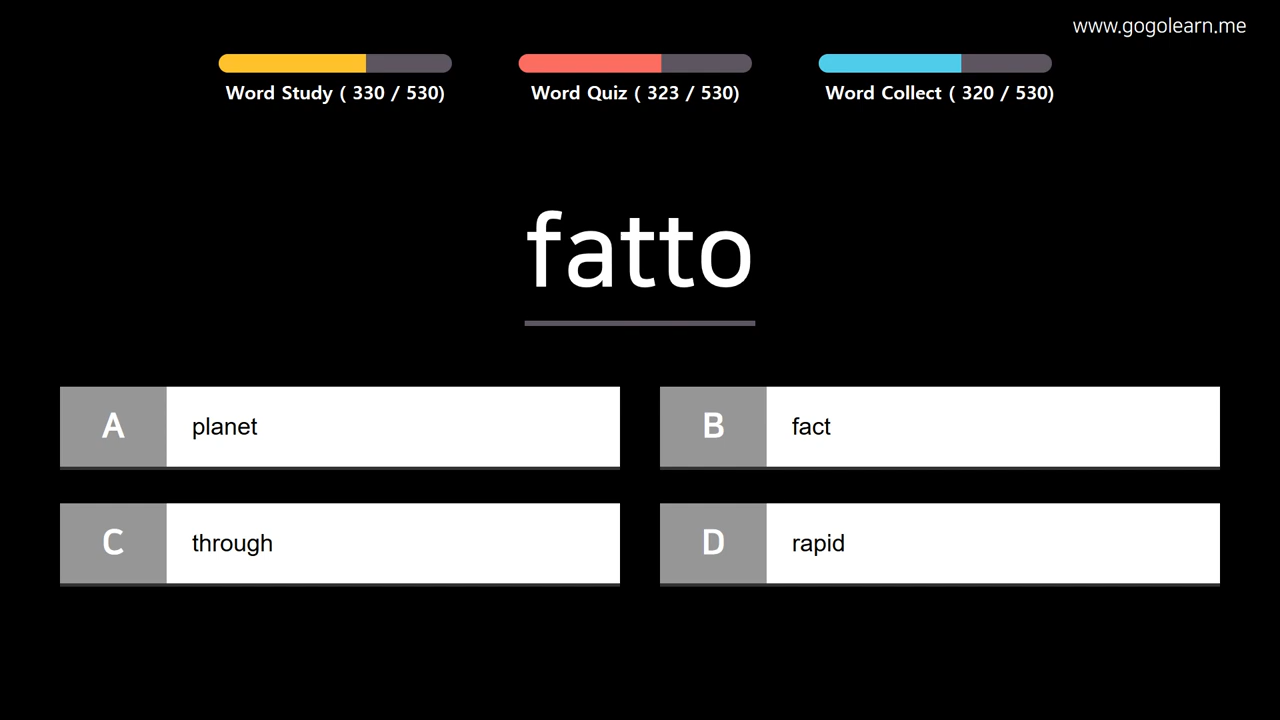 www.gogolearn.me
Word Study ( 330 / 530)
Word Quiz ( 323 / 530)
Word Collect ( 320 / 530)
fatto
A planet
B fact
C through
D rapid